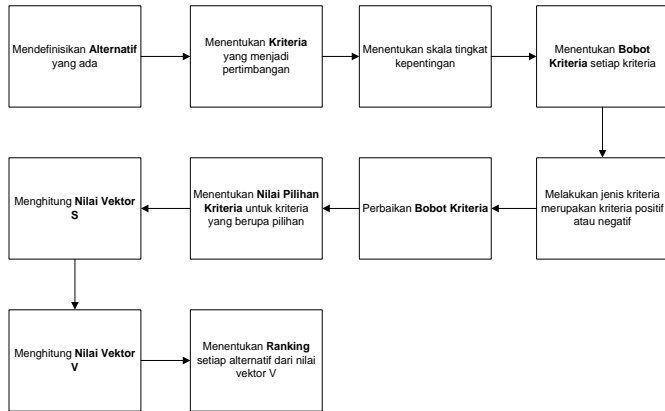 Mendefinisikan Alternatif
yang ada
Menentukan Kriteria
yang menjadi
pertimbangan
Menentukan skala tingkat
kepentingan
Menentukan Bobot
Kriteria setiap kriteria
Melakukan jenis kriteria
merupakan kriteria positif
atau negatif
Perbaikan Bobot Kriteria
Menentukan Nilai Pilihan
Kriteria untuk kriteria
yang berupa pilihan
Menghitung Nilai Vektor
S
Menghitung Nilai Vektor
V
Menentukan Ranking
setiap alternatif dari nilai
vektor V